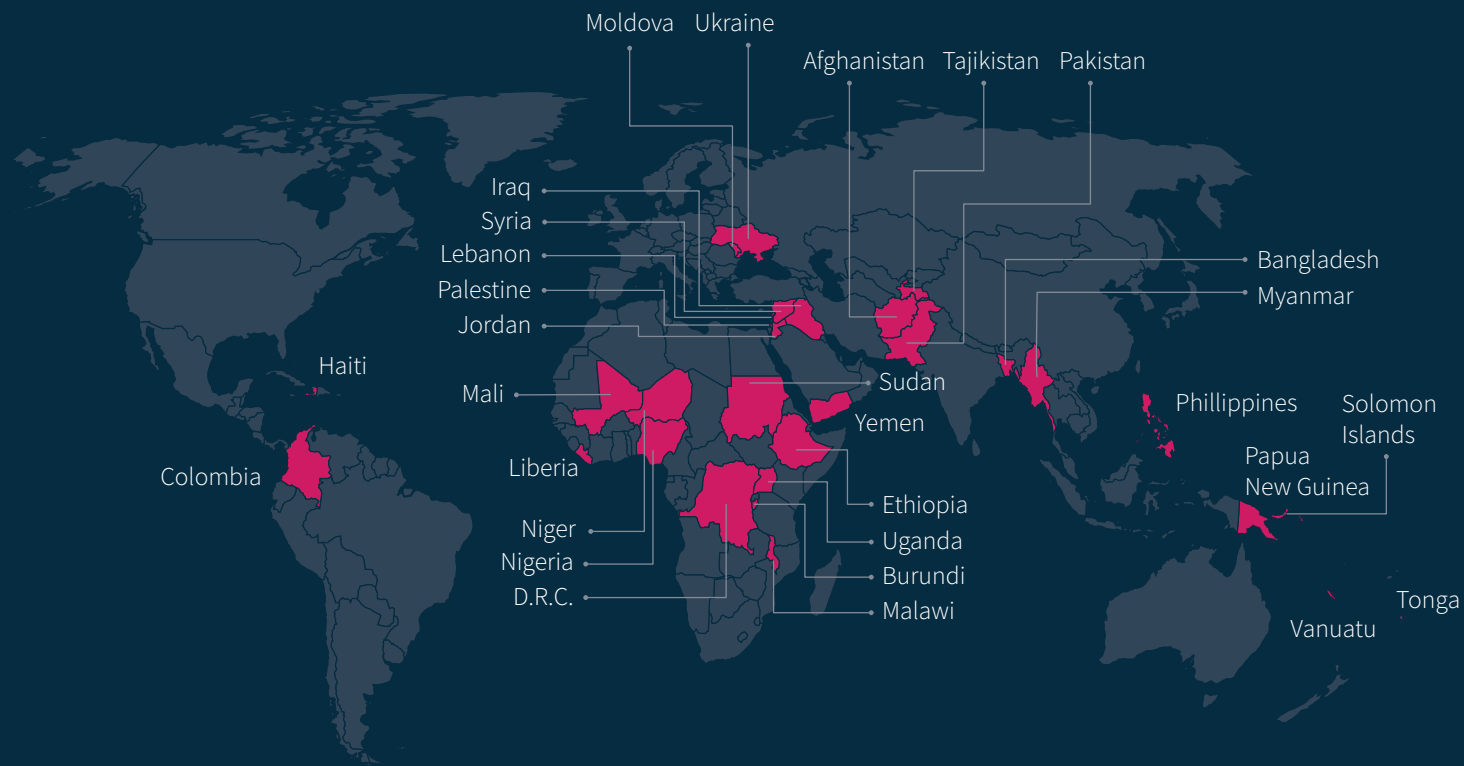 Moldova
Ukraine
Afghanistan
Tajikistan
Pakistan
Iraq
Syria
Lebanon
Palestine
Jordan
Bangladesh
Myanmar
Haiti
Mali
Sudan
Yemen
Phillippines
Solomon
Islands
Colombia
Liberia
Papua
New Guinea
Niger
Nigeria
D.R.C.
Ethiopia
Uganda
Burundi
Malawi
Tonga
Vanuatu